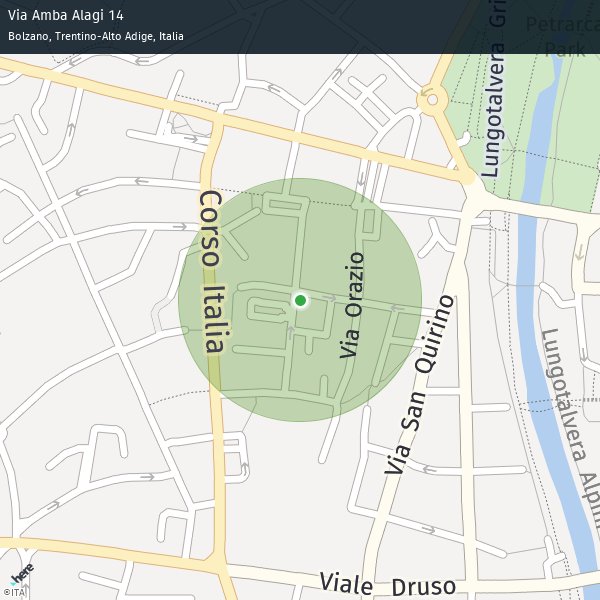 Via Amba Alagi 14
Bolzano, Trentino-Alto Adige, Italia
Petrarca
Park
Lungotalvera Gri
Corso Italia
Via Orazio
Via San Quirino
Lungotalvera Alpini
Viale Druso
here
©ITA